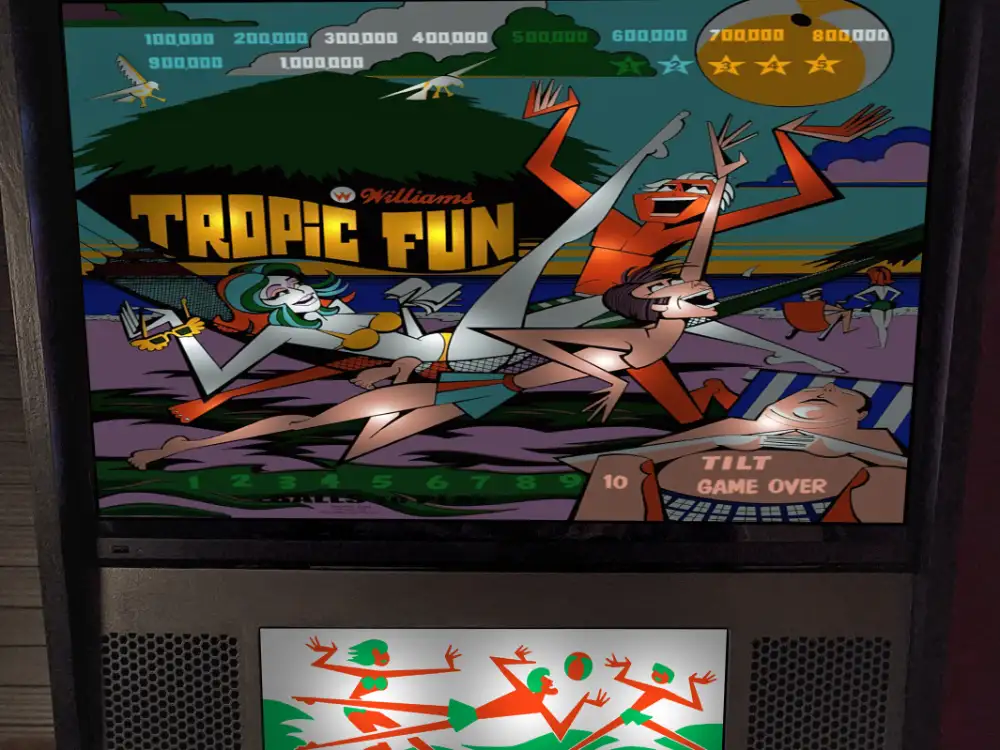 100,000 200,000 300,000 400,000 500,000 600,000 700,000 800,000
900,000 1,000,000
1 2 3 4 5
W Williams
TROPIC FUN
TILT
10 GAME OVER
1 2 3 4 5 6 7 8 9
BALLS